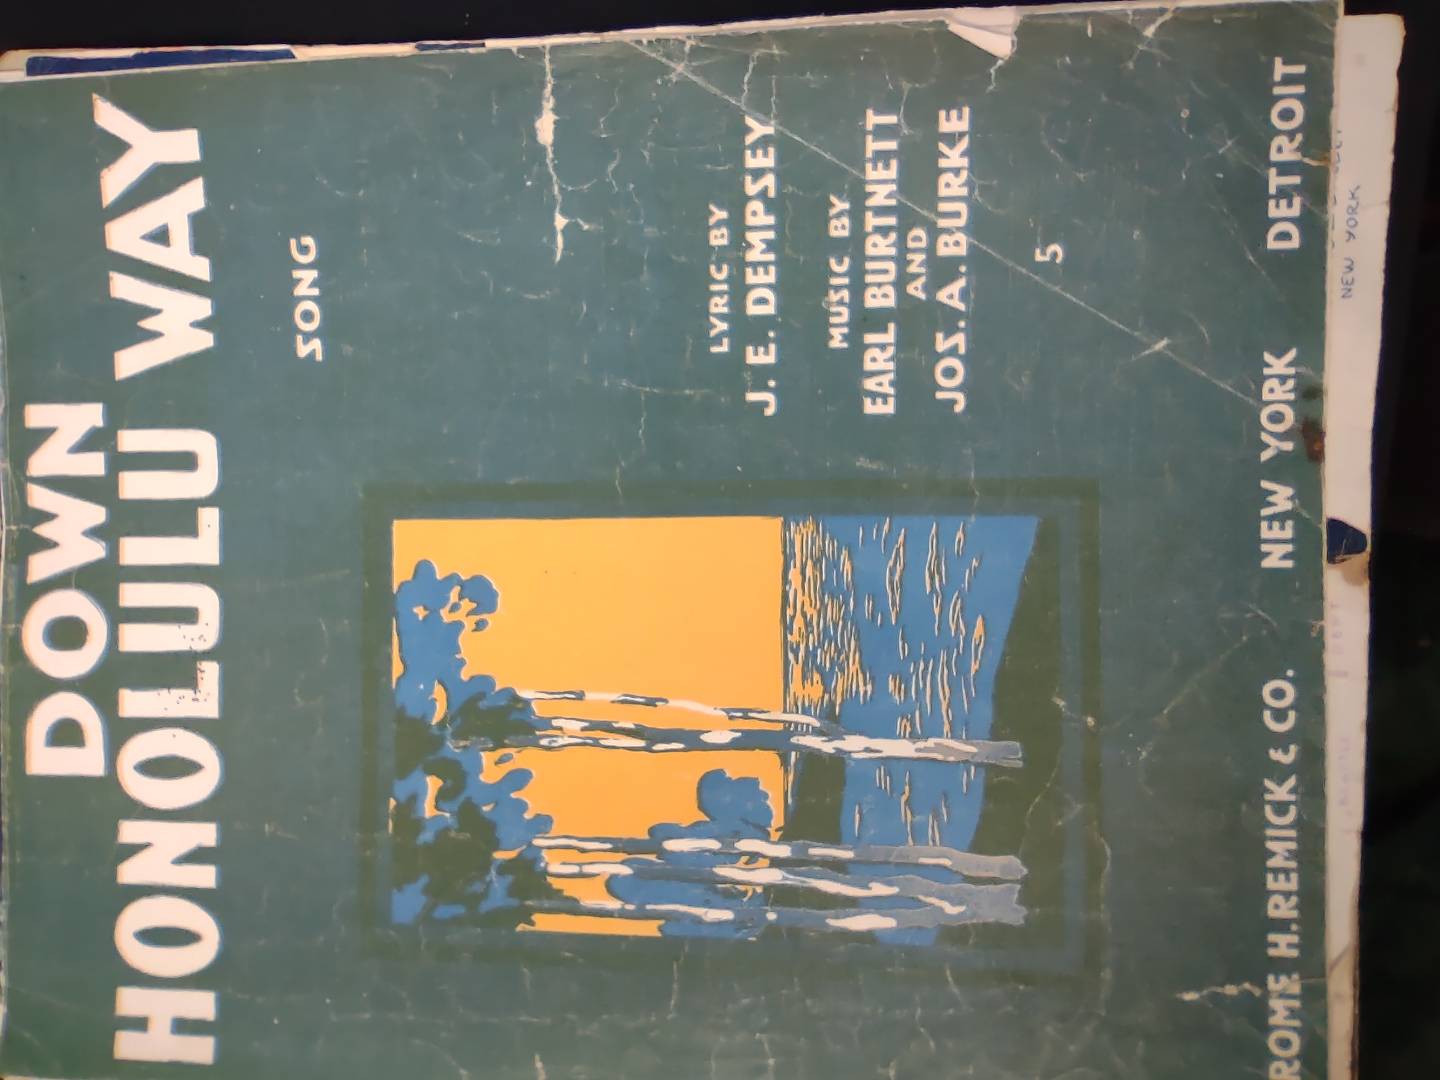 DOWN
HONOLULU WAY
SONG
LYRIC BY
J. E. DEMPSEY
MUSIC BY
EARL BURTNETT
AND
JOS. A. BURKE
5
ROME H. REMICK & CO. NEW YORK DETROIT
NEW YORK